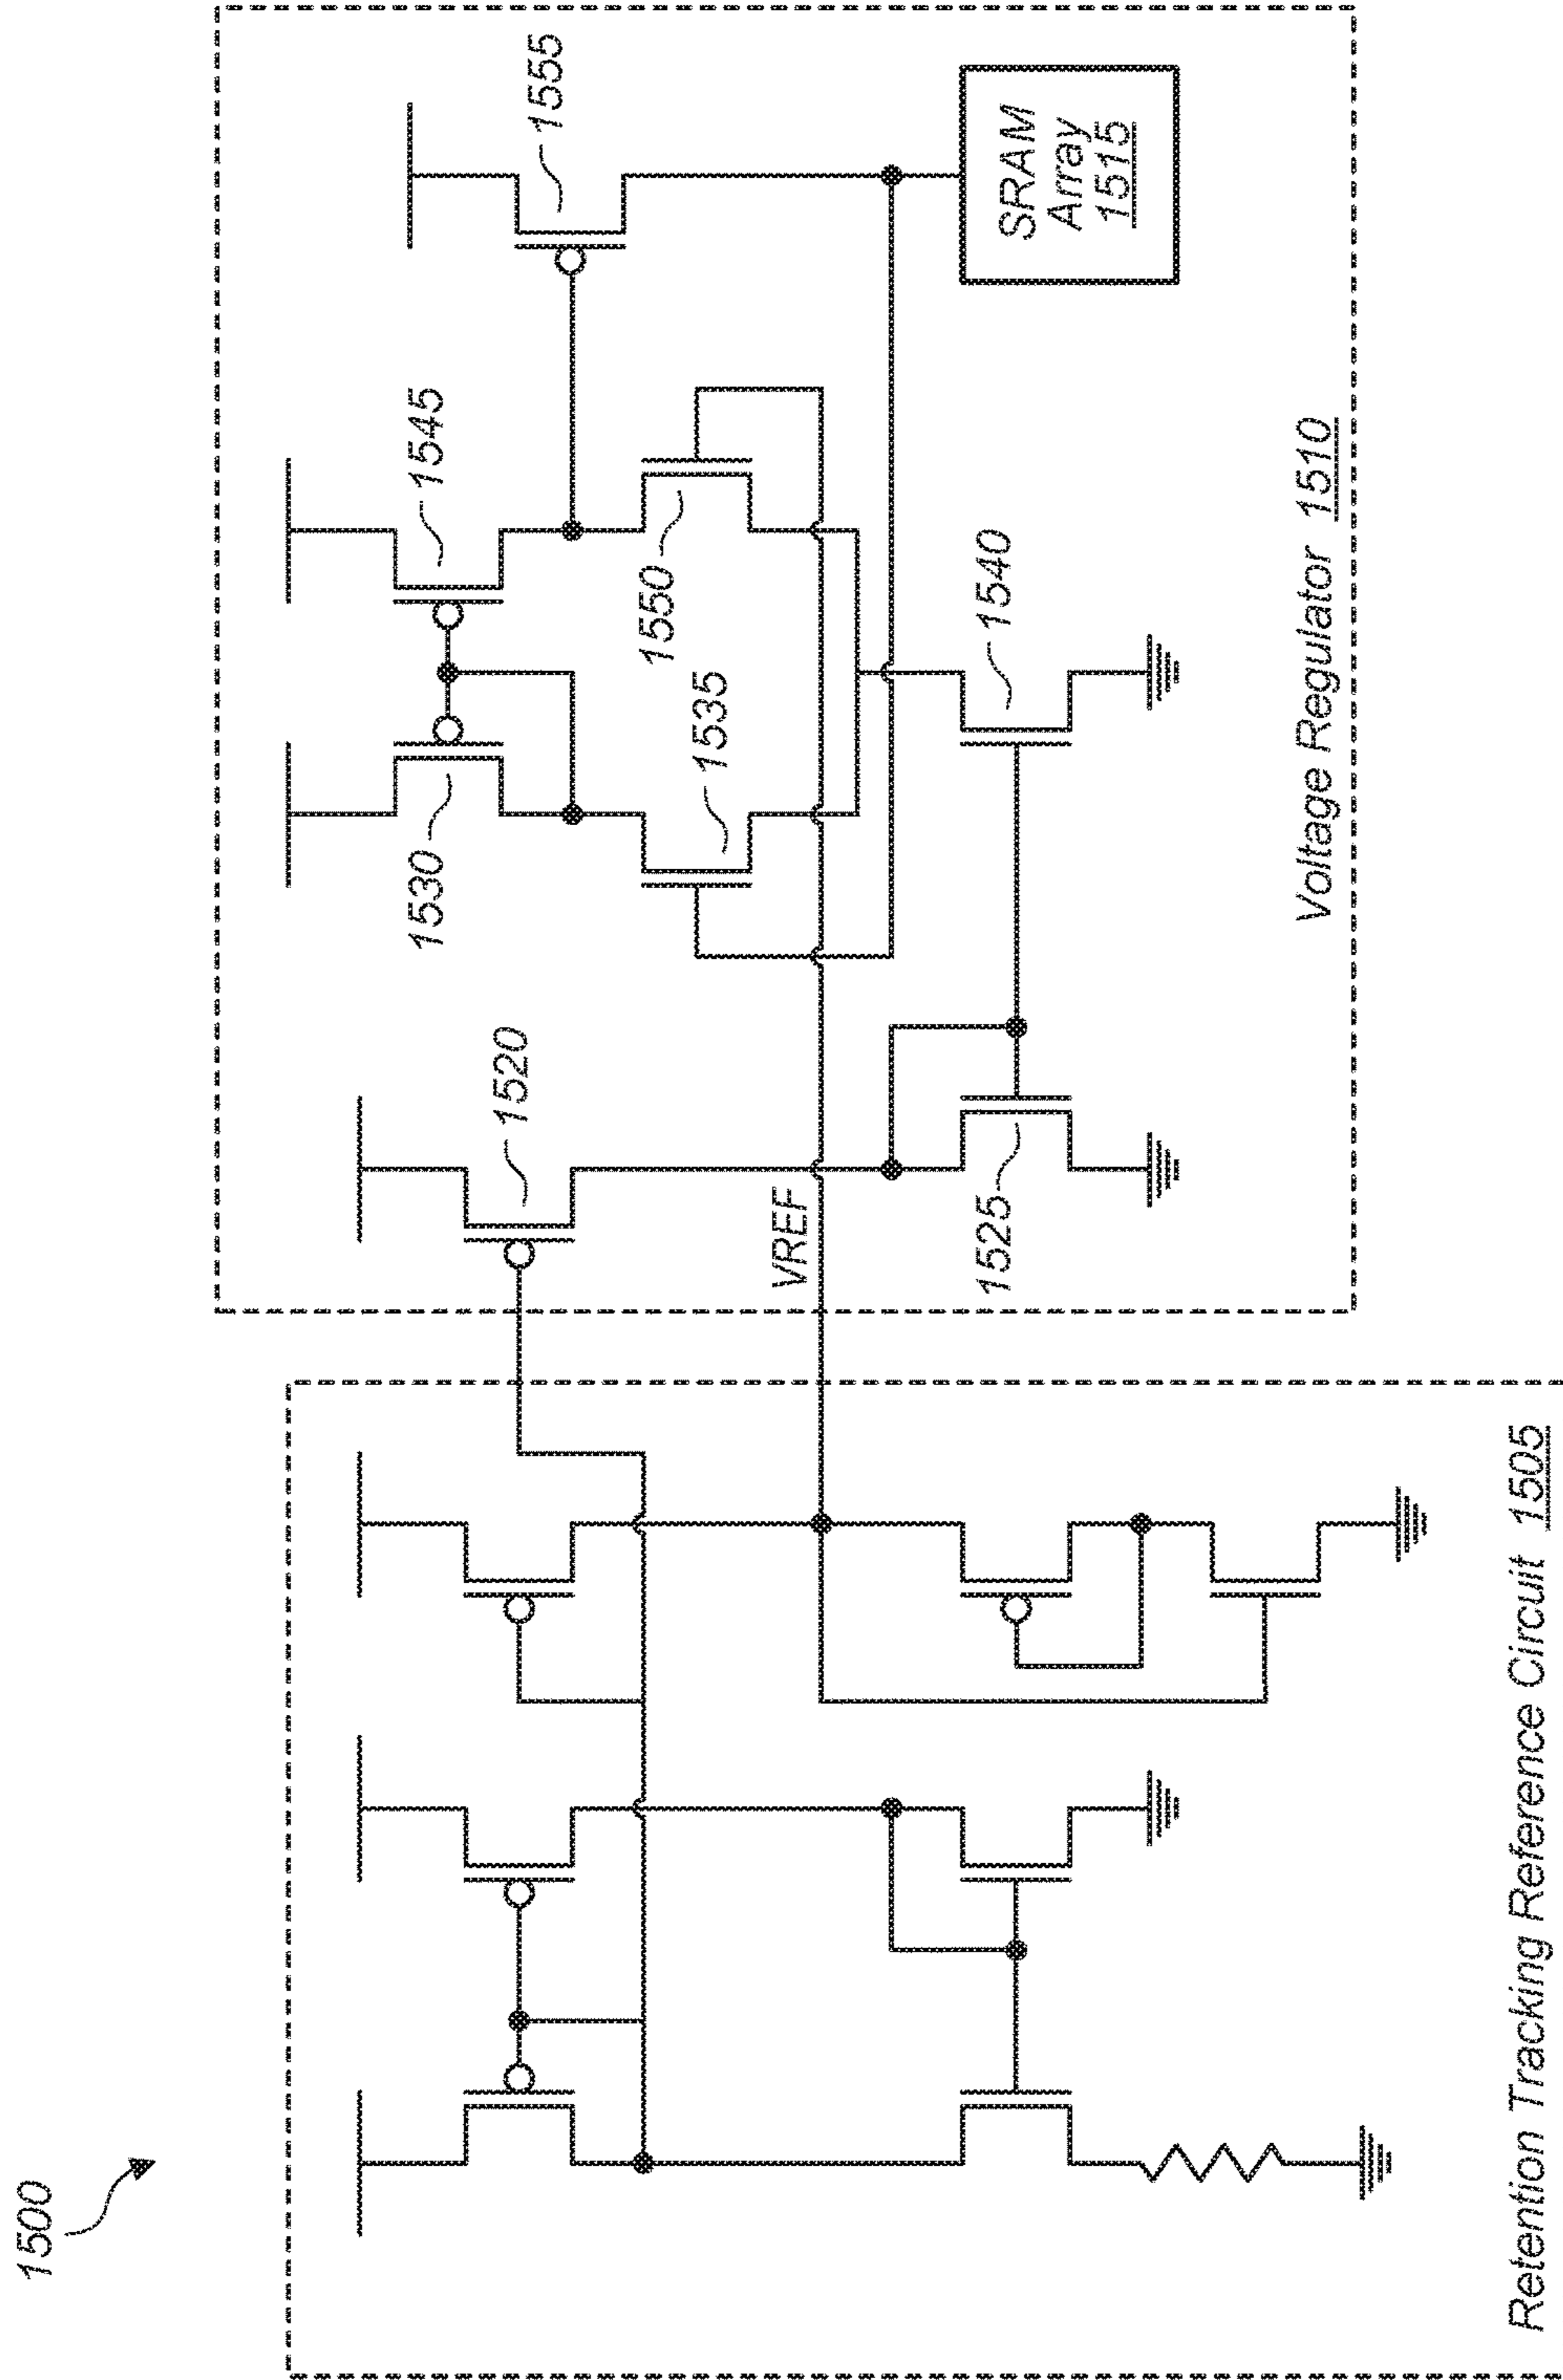 1500
1555
SRAM
Array
1515
1545
1550
1540
1530
1535
1520
VREF
1525
Voltage Regulator 1510
Retention Tracking Reference Circuit 1505